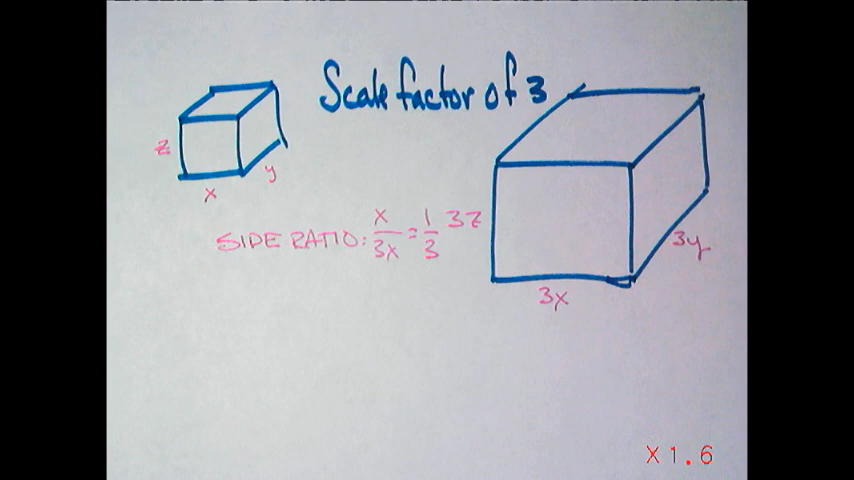 Scale factor of 3
z
x
y
SIDE RATIO: x/3x = 1/3
3z
3y
3x
X1.6